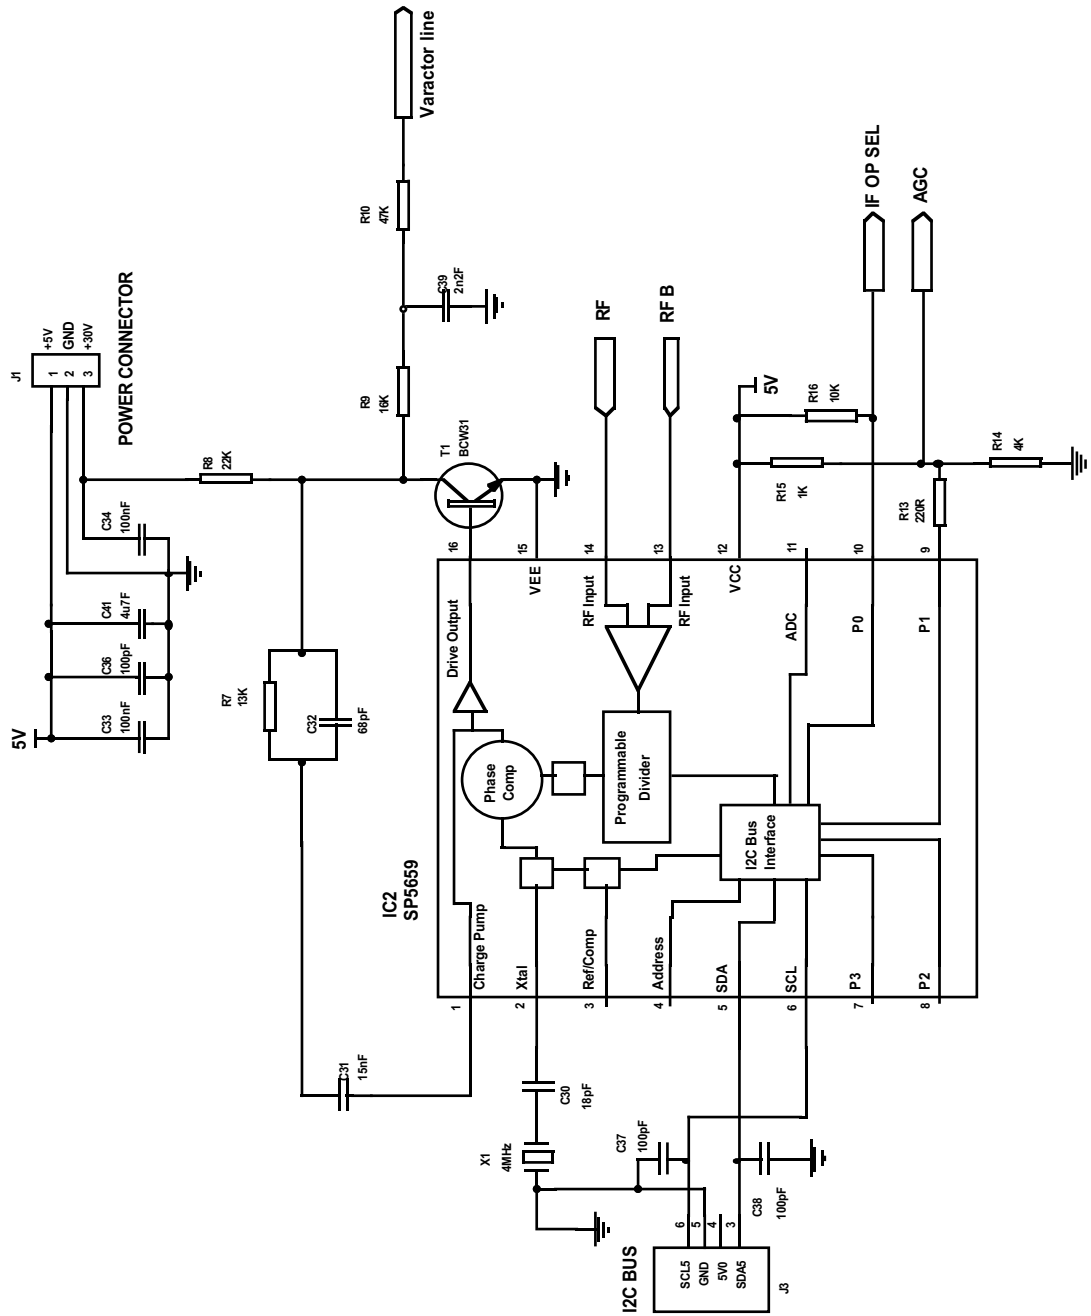 Varactor line
R10
47K
C39
2n2F
R9
16K
J1
1
2
3
+5V
GND
+30V
POWER CONNECTOR
R8
22K
C34
100nF
C41
4u7F
C36
100pF
C33
100nF
5V
R7
13K
C32
68pF
T1
BCW31
RF
RF B
IF OP SEL
AGC
5V
R16
10K
R15
1K
R14
4K
R13
220R
16
15
14
13
12
11
10
9
Drive Output
VEE
RF Input
RF Input
VCC
ADC
P0
P1
Phase
Comp
Programmable
Divider
I2C Bus
Interface
IC2
SP5659
Charge Pump
Xtal
Ref/Comp
Address
SDA
SCL
P3
P2
1
2
3
4
5
6
7
8
C31
15nF
C30
18pF
X1
4MHz
C37
100pF
C38
100pF
6
5
4
3
SCL5
GND
5V0
SDA5
J3
I2C BUS